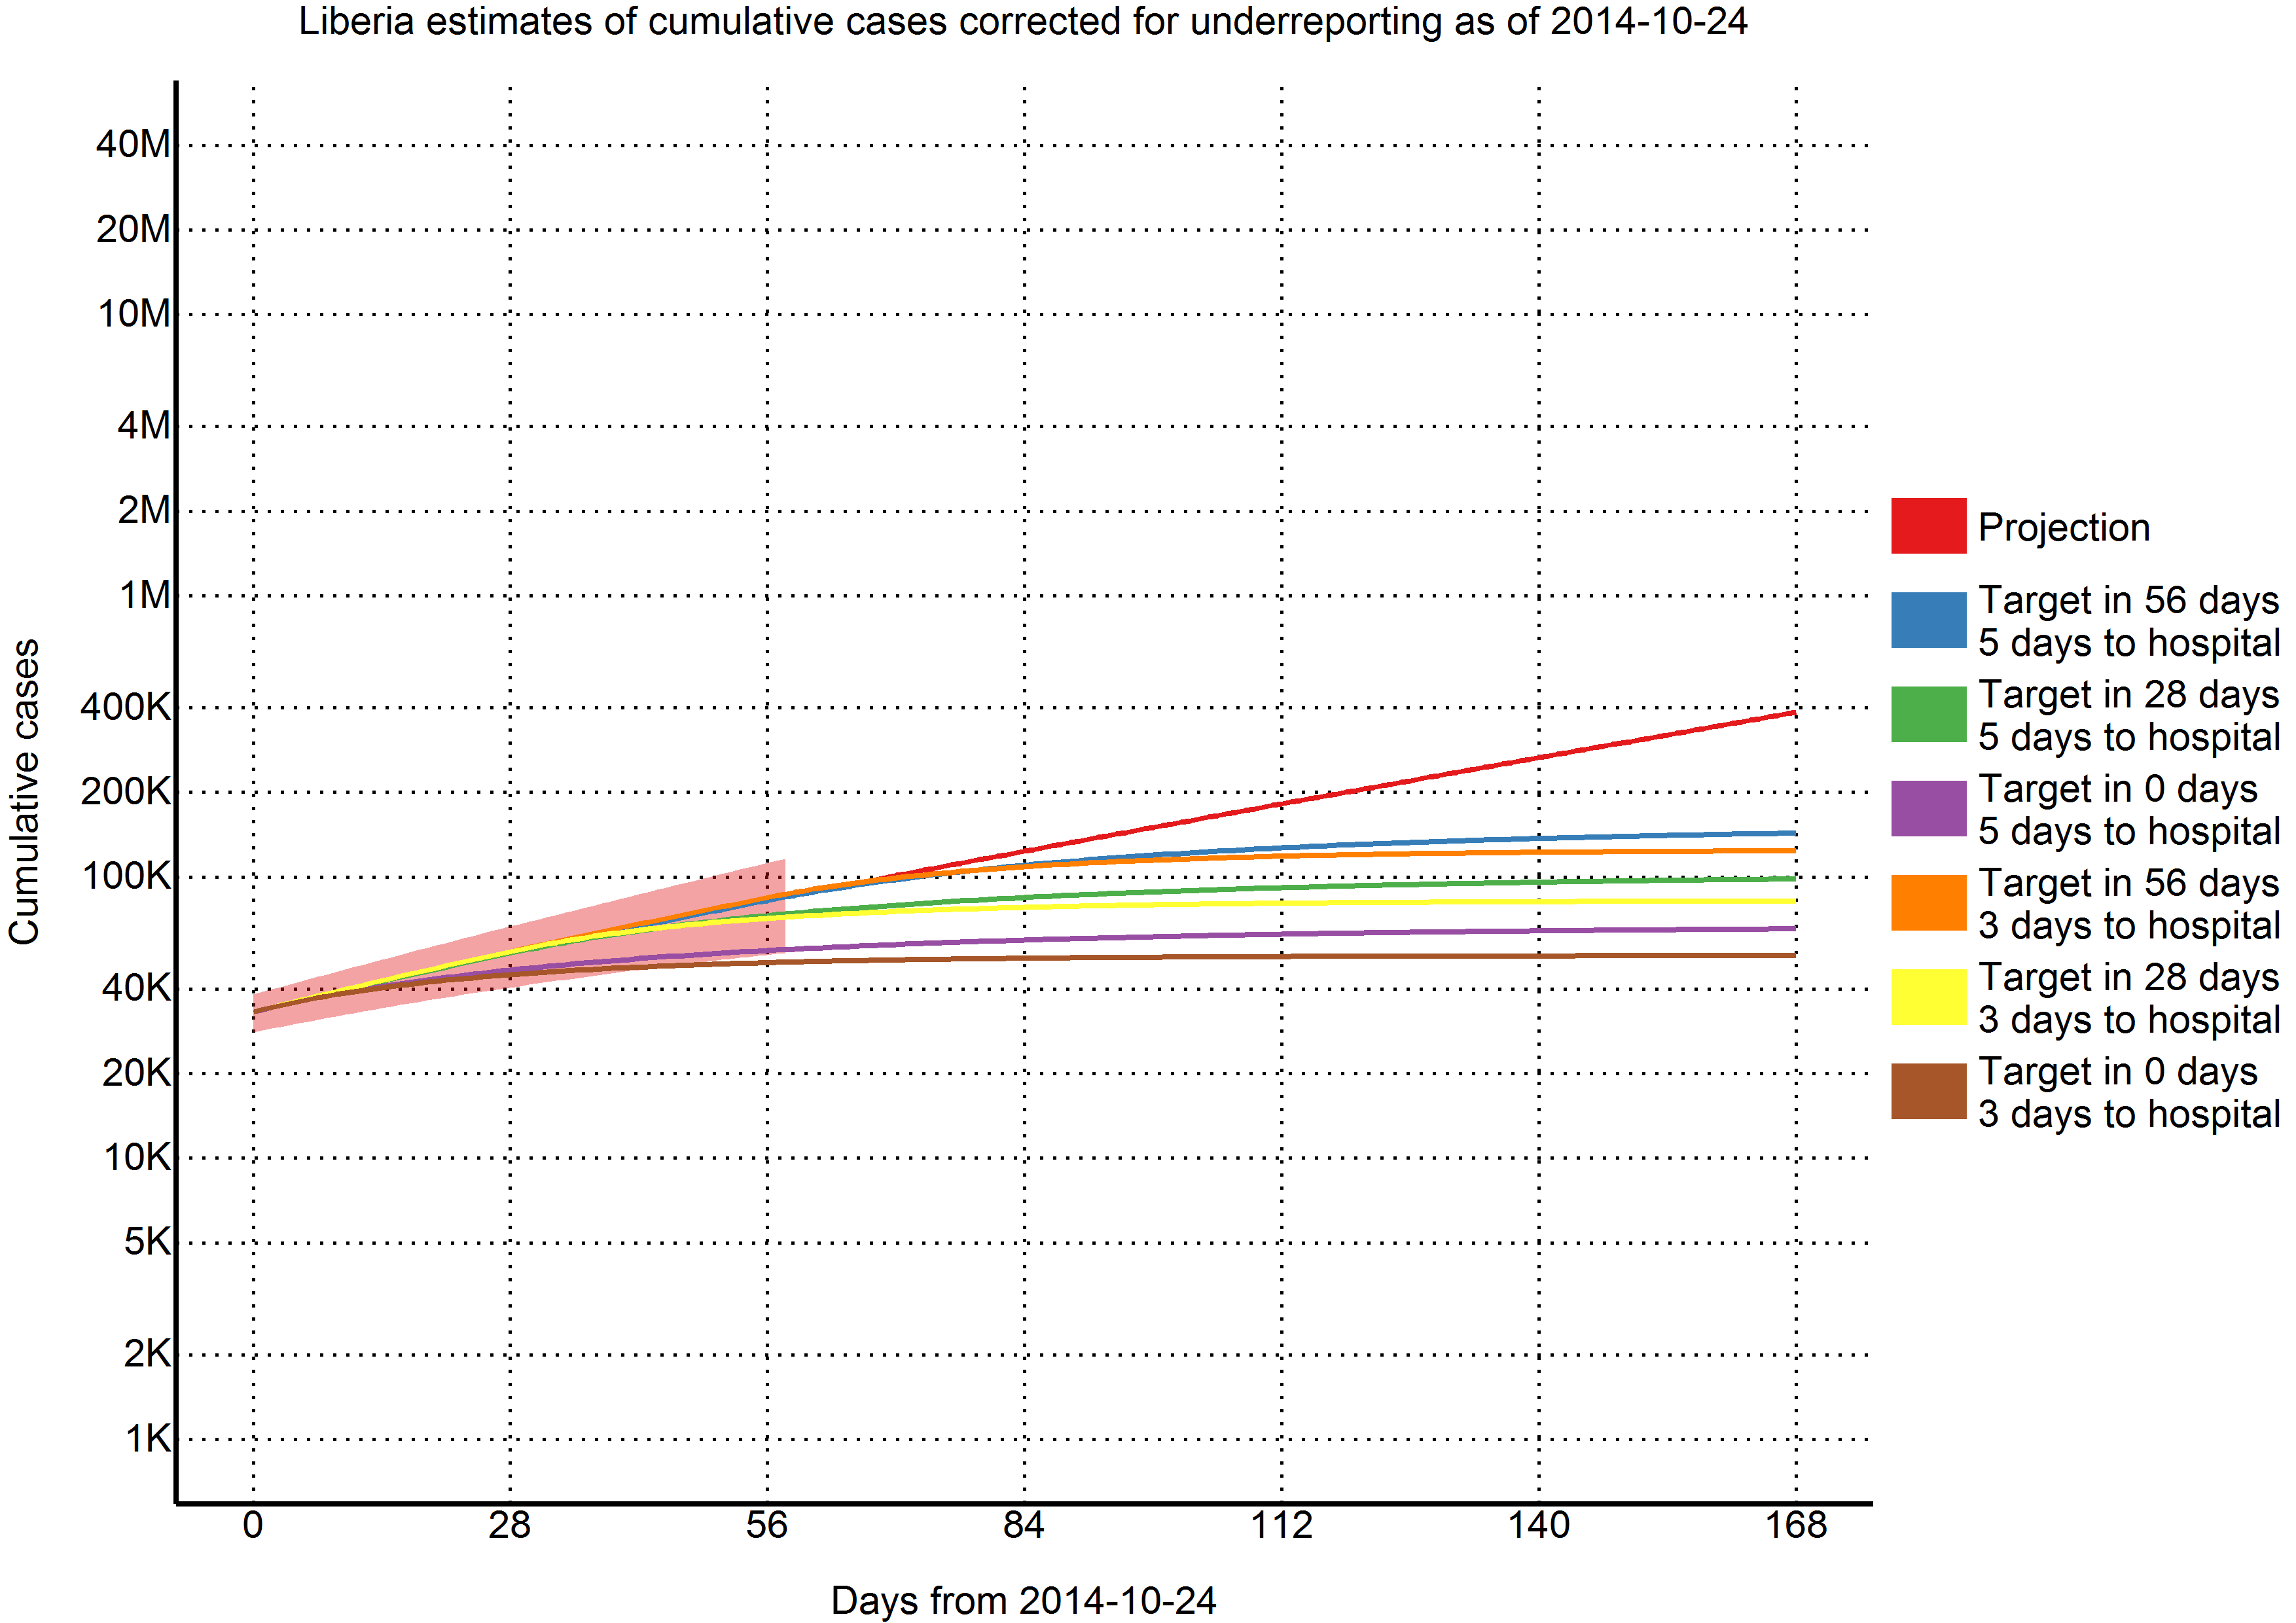 Liberia estimates of cumulative cases corrected for underreporting as of 2014-10-24
Cumulative cases
40M
20M
10M
4M
2M
1M
400K
200K
100K
40K
20K
10K
5K
2K
1K
0
28
56
84
112
140
168
Days from 2014-10-24
Projection
Target in 56 days
5 days to hospital
Target in 28 days
5 days to hospital
Target in 0 days
5 days to hospital
Target in 56 days
3 days to hospital
Target in 28 days
3 days to hospital
Target in 0 days
3 days to hospital